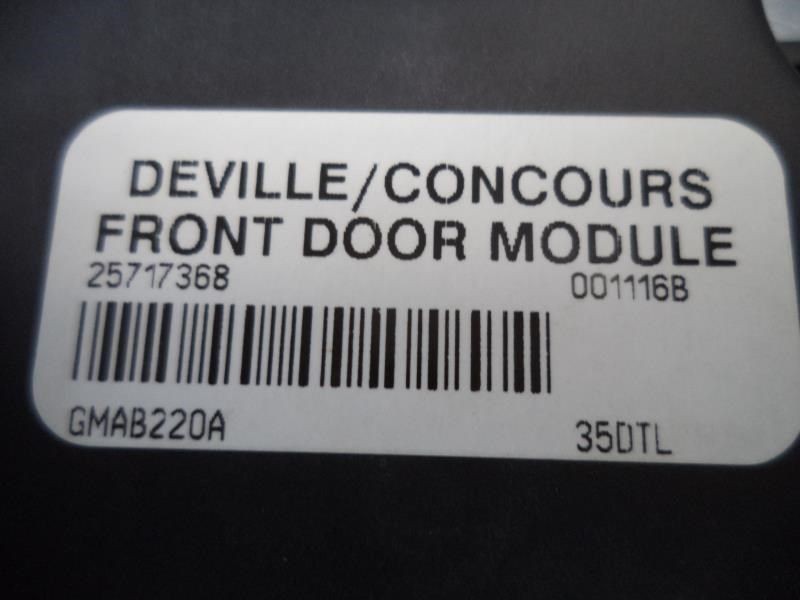 DEVILLE/CONCOURS
FRONT DOOR MODULE
25717368 001116B
GMAB220A 35DTL